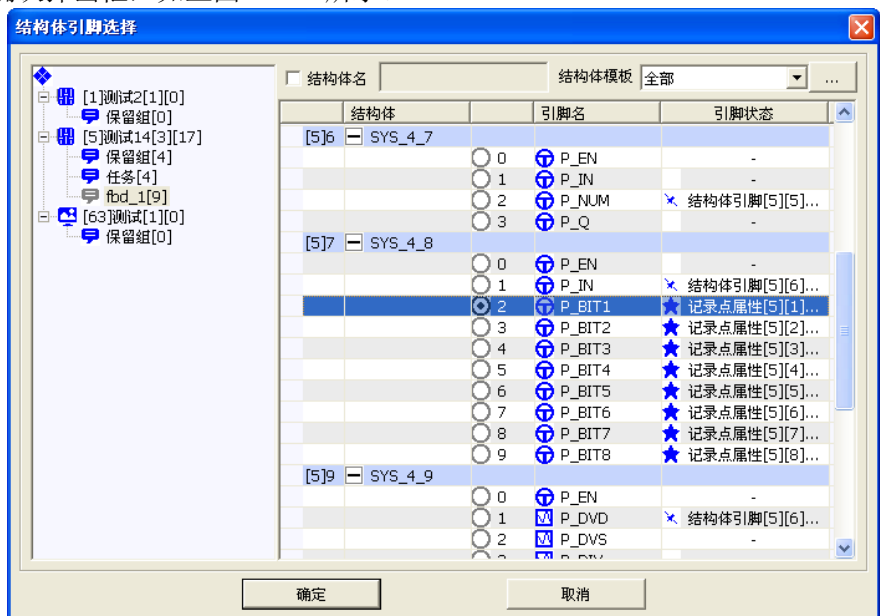 结构体引脚选择
结构体名 结构体模板 全部 ...
[1]测试2[1][0]
保留组[0]
[5]测试14[3][17]
保留组[4]
任务[4]
fbd_1[9]
[63]测试[1][0]
保留组[0]
结构体 引脚名 引脚状态
[5]6 SYS_4_7
0 P_EN -
1 P_IN -
2 P_NUM 结构体引脚[5][5]...
3 P_Q -
[5]7 SYS_4_8
0 P_EN -
1 P_IN 结构体引脚[5][6]...
2 P_BIT1 记录点属性[5][1]...
3 P_BIT2 记录点属性[5][2]...
4 P_BIT3 记录点属性[5][3]...
5 P_BIT4 记录点属性[5][4]...
6 P_BIT5 记录点属性[5][5]...
7 P_BIT6 记录点属性[5][6]...
8 P_BIT7 记录点属性[5][7]...
9 P_BIT8 记录点属性[5][8]...
[5]9 SYS_4_9
0 P_EN -
1 P_DVD 结构体引脚[5][6]...
2 P_DVS -
确定 取消